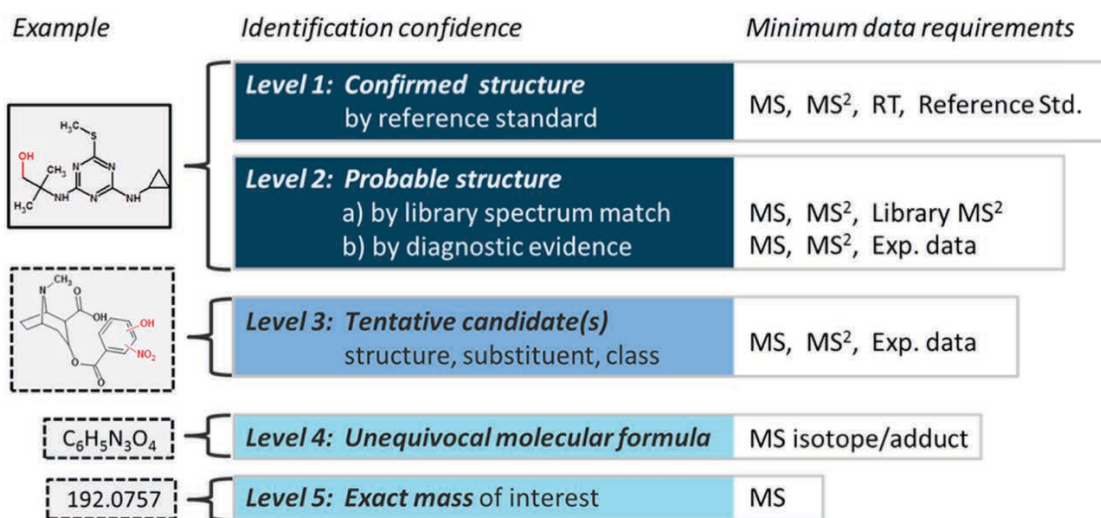 Example Identification confidence Minimum data requirements
Level 1: Confirmed structure
by reference standard
MS, MS², RT, Reference Std.
H₃C
S
OH
CH₃
N N
H₃C
NH N NH
Level 2: Probable structure
a) by library spectrum match
b) by diagnostic evidence
MS, MS², Library MS²
MS, MS², Exp. data
CH₃
N
O
OH
OH
NO₂
O
O
Level 3: Tentative candidate(s)
structure, substituent, class
MS, MS², Exp. data
C₆H₅N₃O₄
Level 4: Unequivocal molecular formula
MS isotope/adduct
192.0757
Level 5: Exact mass of interest
MS